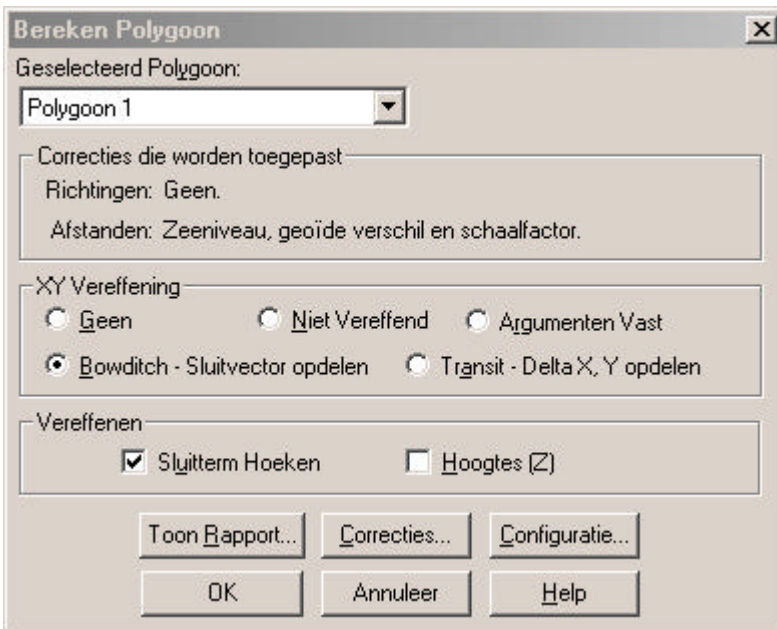 Bereken Polygoon
Geselecteerd Polygoon:
Polygoon 1
Correcties die worden toegepast
Richtingen: Geen.
Afstanden: Zeeniveau, geoïde verschil en schaalfactor.
XY Vereffening
Geen Niet Vereffend Argumenten Vast
Bowditch - Sluitvector opdelen Transit - Delta X, Y opdelen
Vereffenen
Sluitterm Hoeken Hoogtes (Z)
Toon Rapport... Correcties... Configuratie...
OK Annuleer Help